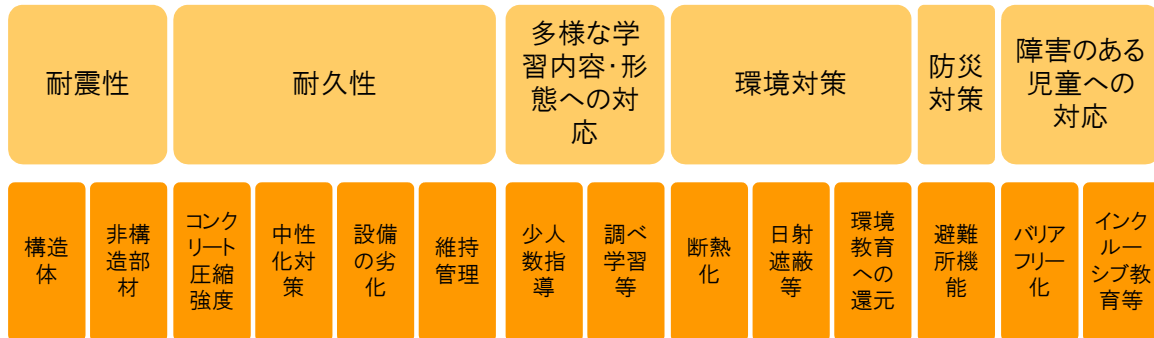 耐震性
耐久性
多様な学
習内容・形
態への対
応
環境対策
防災
対策
障害のある
児童への
対応
構造
体
非構
造部
材
コンク
リート
圧縮
強度
中性
化対
策
設備
の劣
化
維持
管理
少人
数指
導
調べ
学習
等
断熱
化
日射
遮蔽
等
環境
教育
への
還元
避難
所機
能
バリア
フリー
化
インク
ルー
シブ教
育等